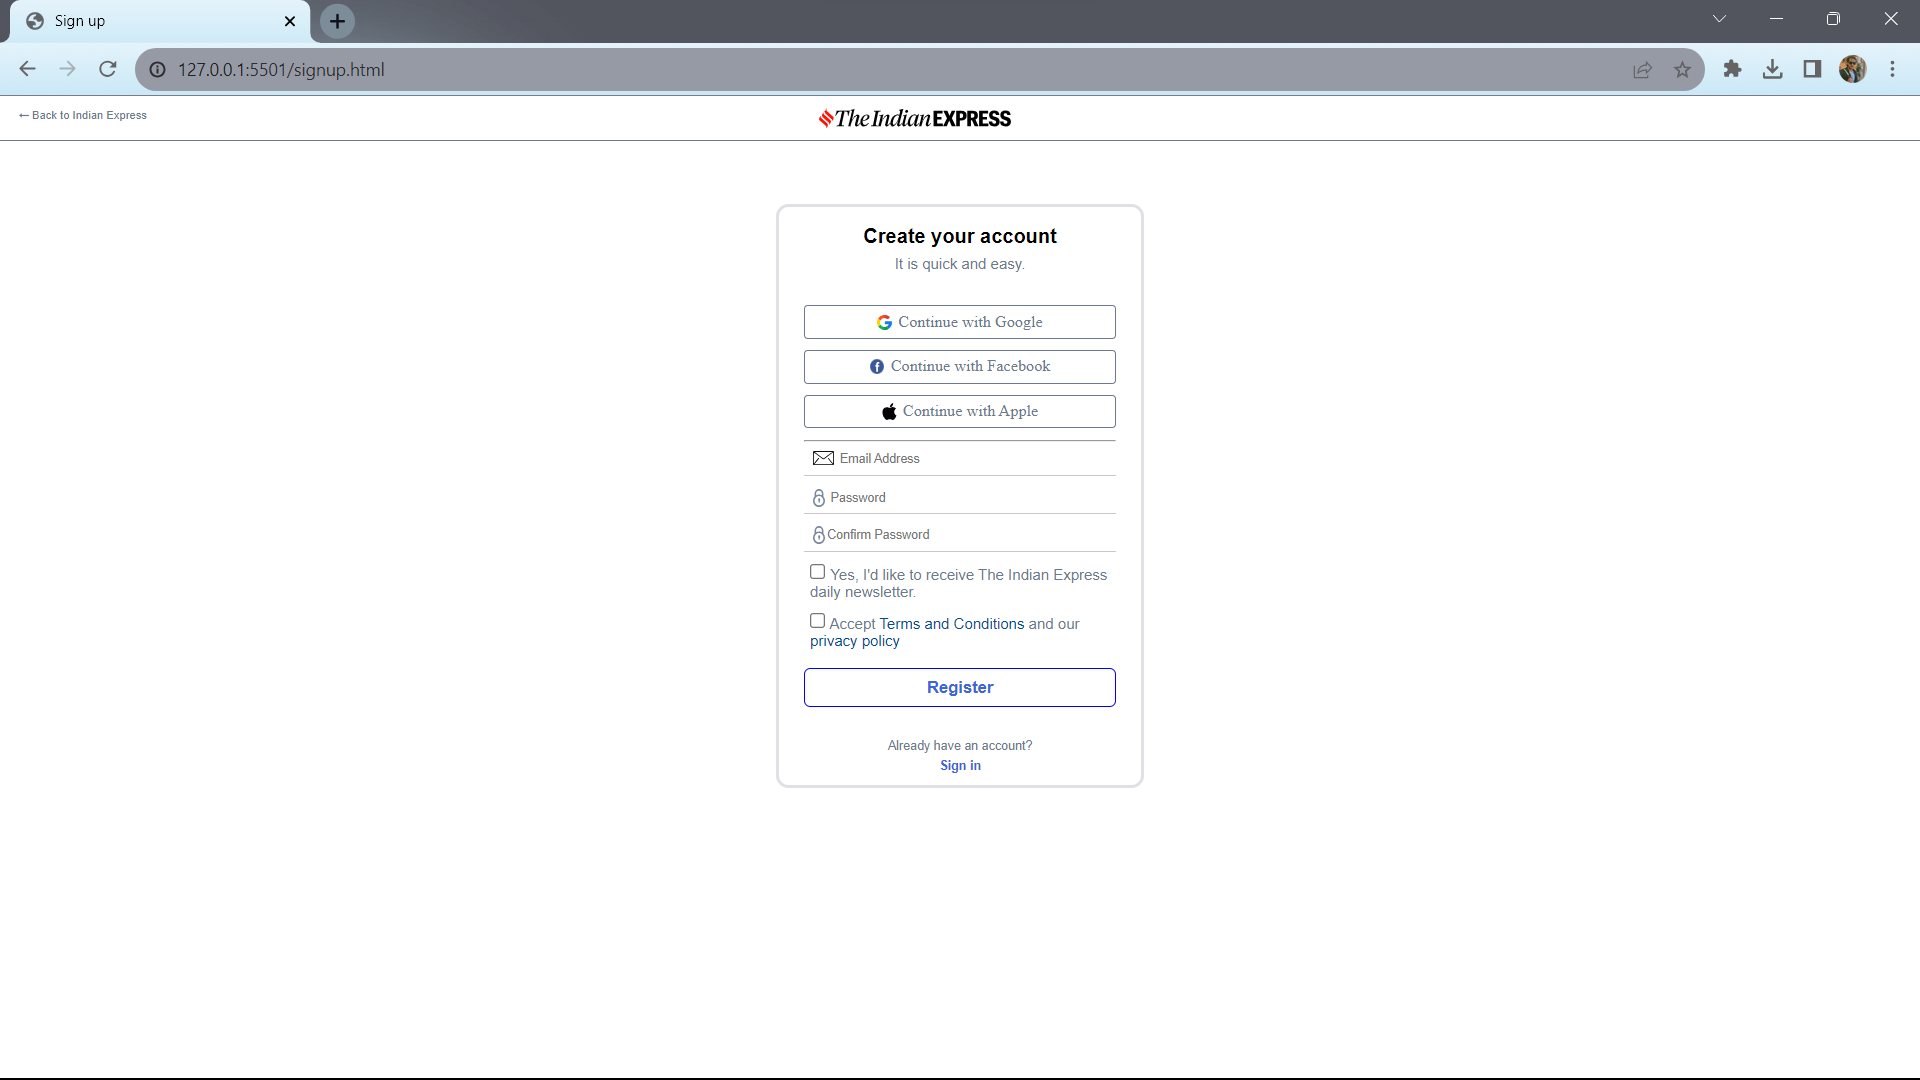 Sign up
127.0.0.1:5501/signup.html
← Back to Indian Express
The Indian EXPRESS
Create your account
It is quick and easy.
Continue with Google
Continue with Facebook
Continue with Apple
Email Address
Password
Confirm Password
Yes, I'd like to receive The Indian Express
daily newsletter.
Accept Terms and Conditions and our
privacy policy
Register
Already have an account?
Sign in